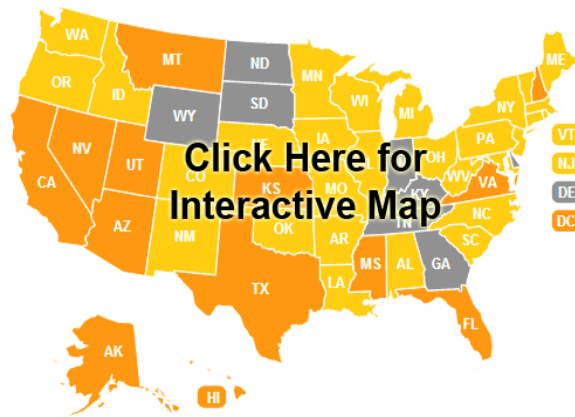 WA
MT
ND
MN
ME
OR
ID
SD
WI
MI
NY
WY
NE
IA
PA
VT
NV
UT
CO
Click Here for
OH
NJ
CA
KS
MO
WV
VA
DE
Interactive Map
KY
AZ
NM
OK
AR
TN
NC
DC
SC
MS
AL
GA
TX
LA
FL
AK
HI